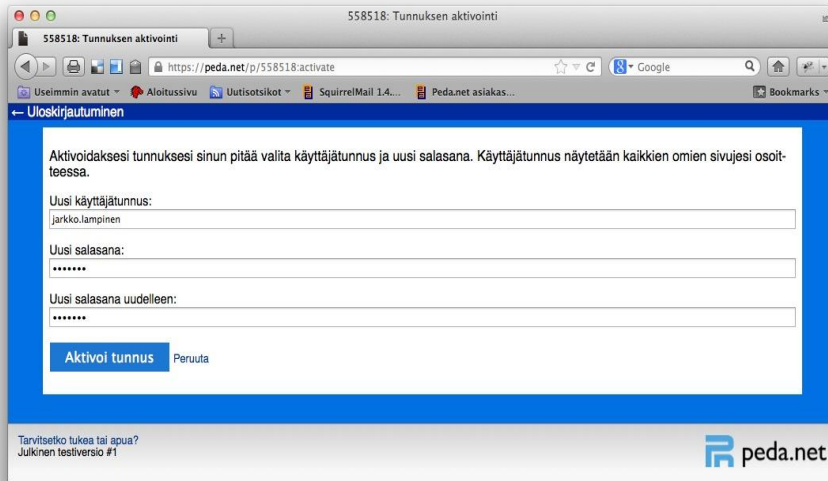 558518: Tunnuksen aktivointi
558518: Tunnuksen aktivointi
https://peda.net/p/558518:activate
Google
Useimmin avatut
Aloitussivu
Uutisotsikot
SquirrelMail 1.4....
Peda.net asiakas...
Bookmarks
← Uloskirjautuminen
Aktivoidaksesi tunnuksesi sinun pitää valita käyttäjätunnus ja uusi salasana. Käyttäjätunnus näytetään kaikkien omien sivujesi osoit-
teessa.
Uusi käyttäjätunnus:
jarkko.lampinen
Uusi salasana:
•••••••
Uusi salasana uudelleen:
•••••••
Aktivoi tunnus
Peruuta
Tarvitsetko tukea tai apua?
Julkinen testiversio #1
peda.net